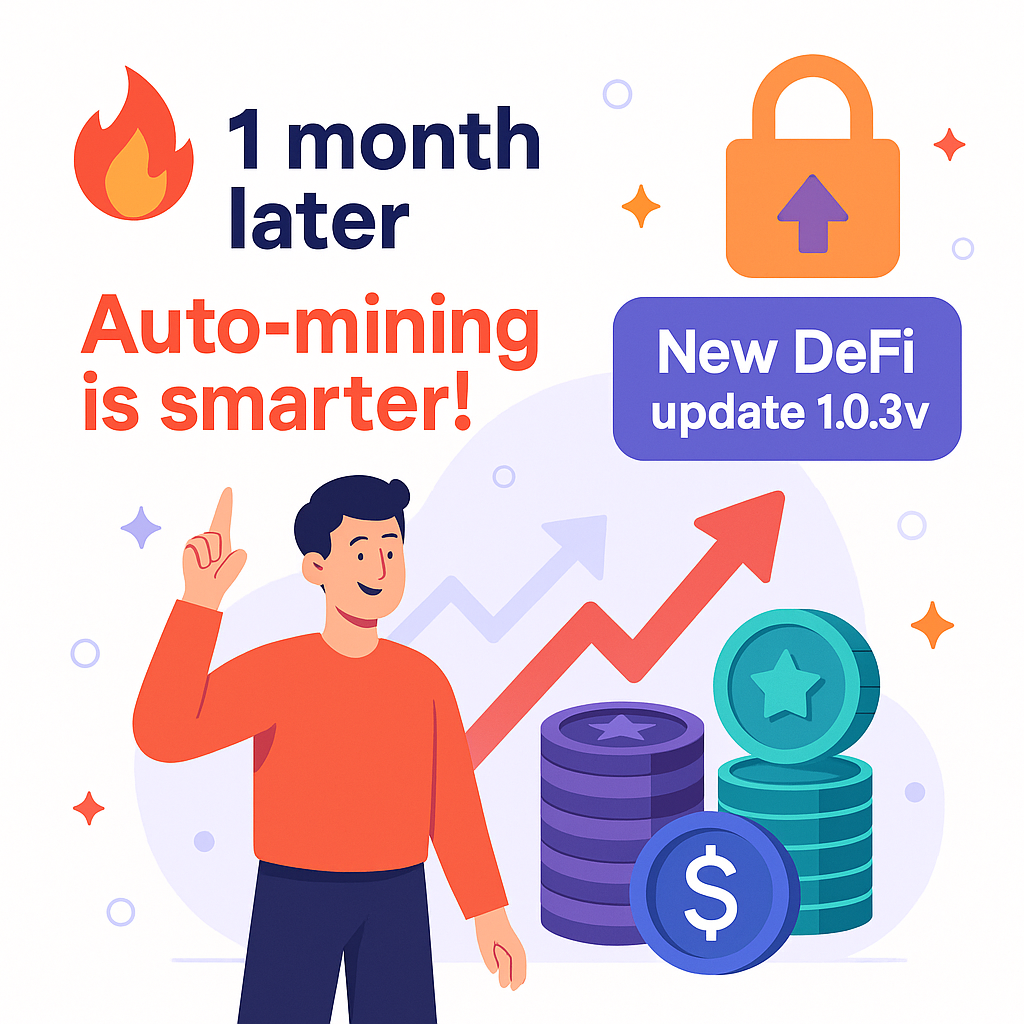 1 month
later
Auto-mining
is smarter!
New DeFi
update 1.0.3v
$